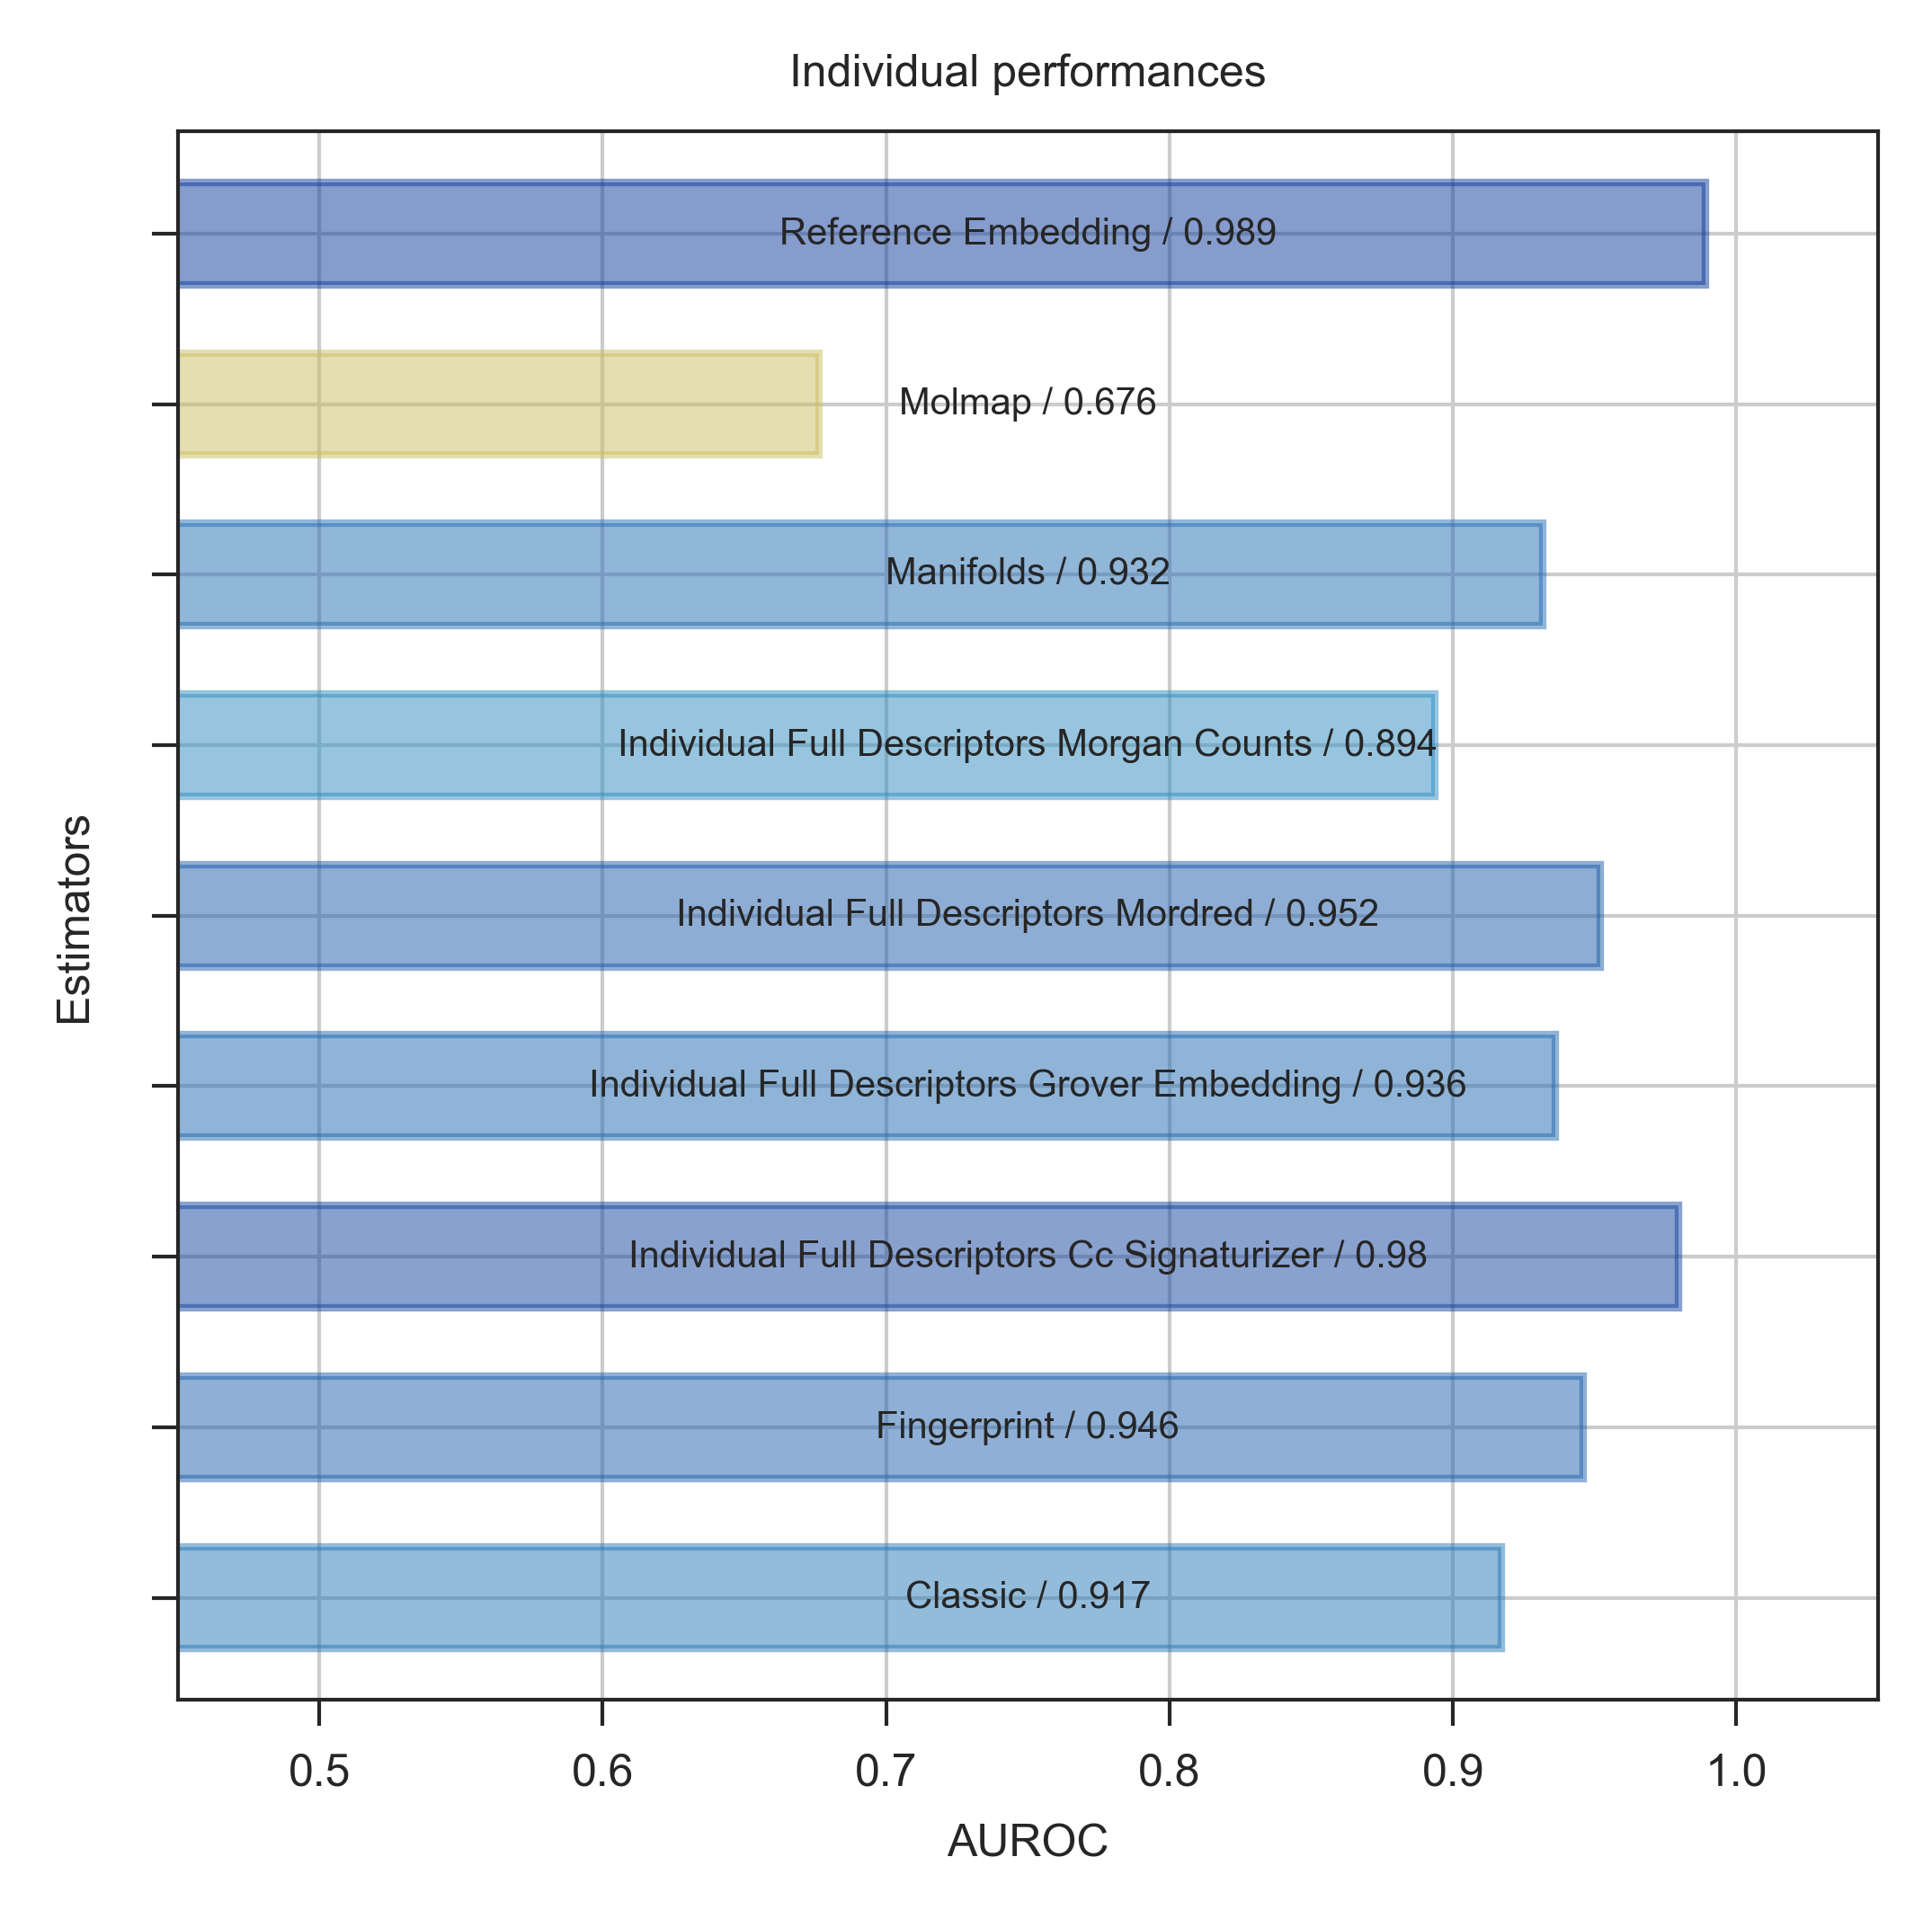 Individual performances
Reference Embedding / 0.989
Molmap / 0.676
Manifolds / 0.932
Individual Full Descriptors Morgan Counts / 0.894
Individual Full Descriptors Mordred / 0.952
Individual Full Descriptors Grover Embedding / 0.936
Individual Full Descriptors Cc Signaturizer / 0.98
Fingerprint / 0.946
Classic / 0.917
Estimators
0.5 0.6 0.7 0.8 0.9 1.0
AUROC